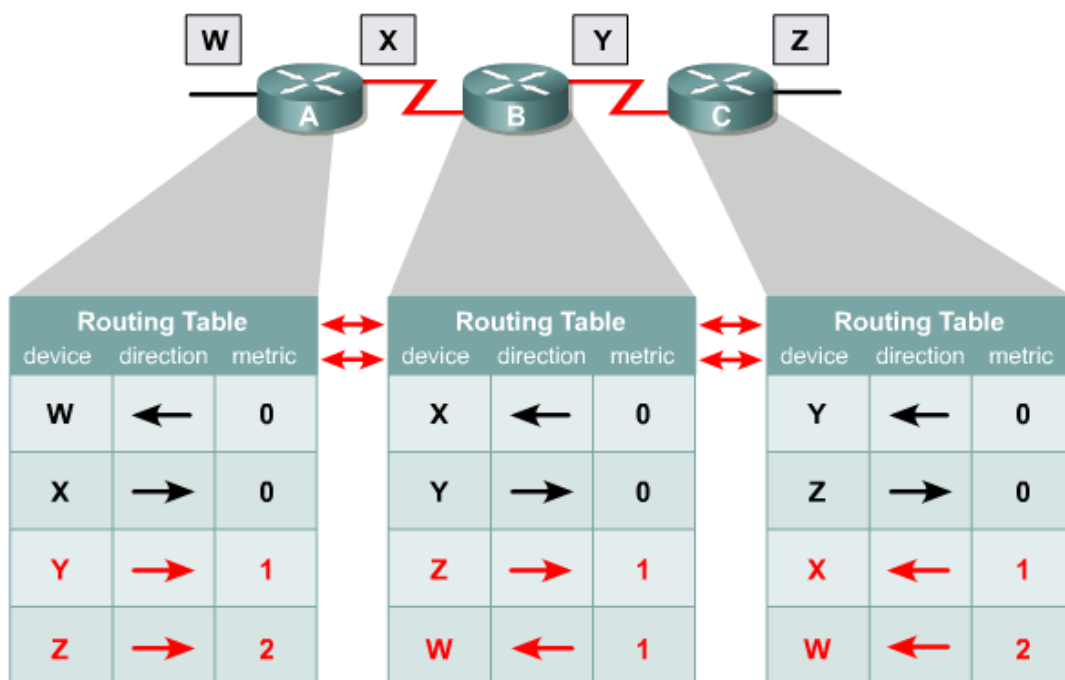 W X Y Z
A B C
Routing Table Routing Table Routing Table
device direction metric device direction metric device direction metric
W 0 X 0 Y 0
X 0 Y 0 Z 0
Y 1 Z 1 X 1
Z 2 W 1 W 2